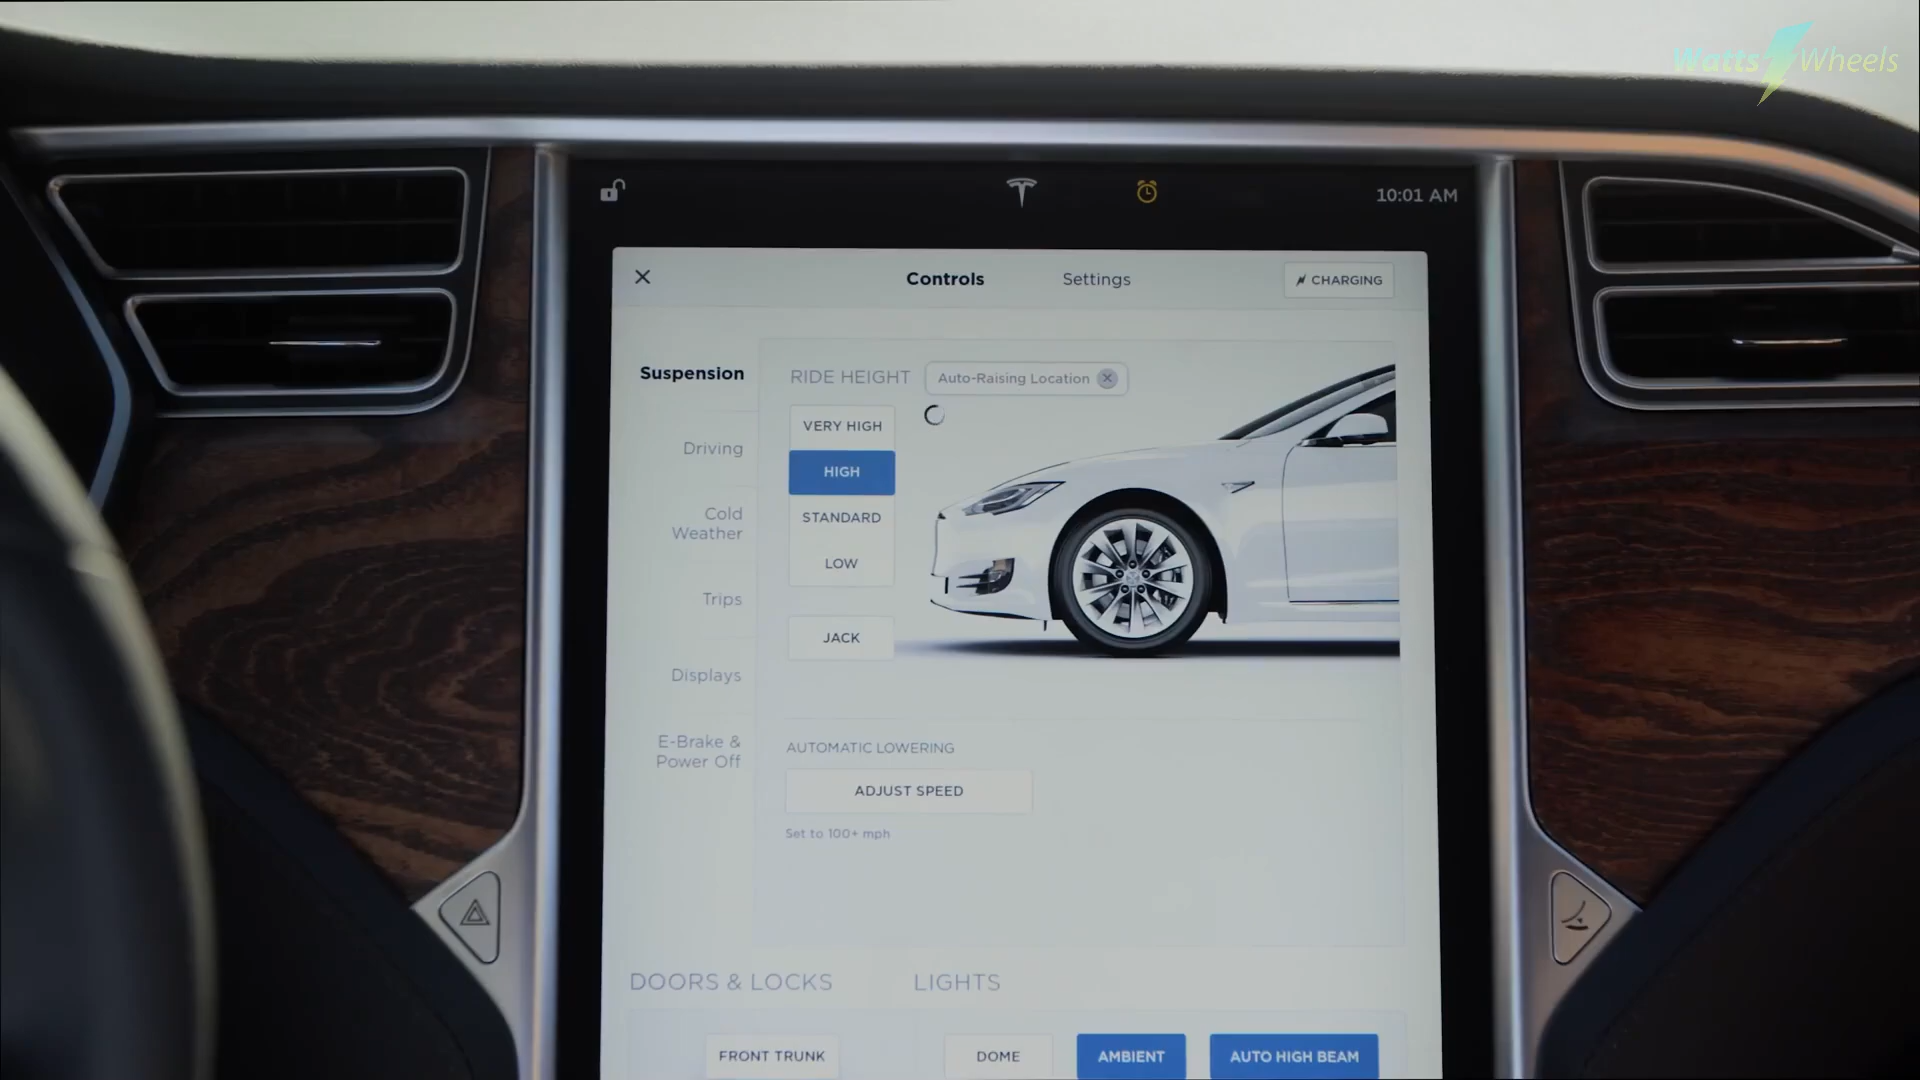 Watts Wheels
10:01 AM
Controls
Settings
CHARGING
Suspension
RIDE HEIGHT
Auto-Raising Location
VERY HIGH
HIGH
STANDARD
LOW
JACK
Driving
Cold
Weather
Trips
Displays
E-Brake &
Power Off
AUTOMATIC LOWERING
ADJUST SPEED
Set to 100+ mph
DOORS & LOCKS
LIGHTS
FRONT TRUNK
DOME
AMBIENT
AUTO HIGH BEAM